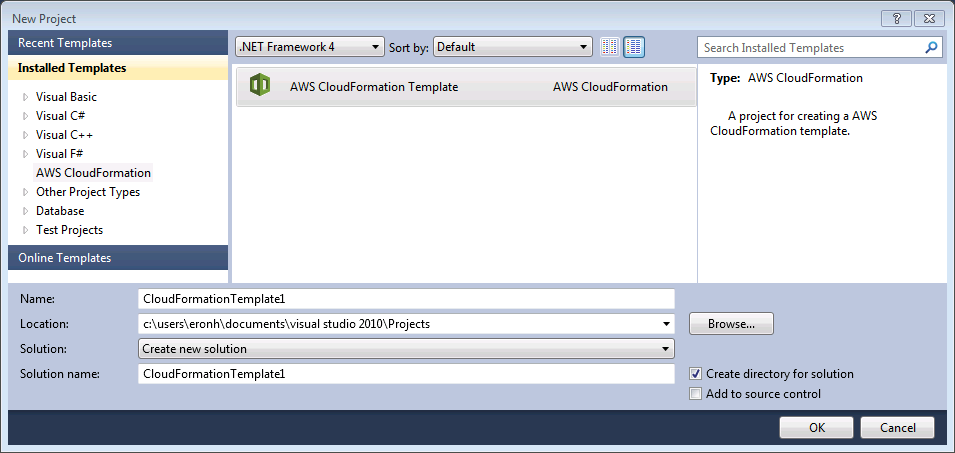 New Project
?
Recent Templates
.NET Framework 4
Sort by:
Default
Search Installed Templates
Installed Templates
Visual Basic
Visual C#
Visual C++
Visual F#
AWS CloudFormation
Other Project Types
Database
Test Projects
Online Templates
AWS CloudFormation Template
AWS CloudFormation
Type: AWS CloudFormation
A project for creating a AWS
CloudFormation template.
Name:
CloudFormationTemplate1
Location:
c:\users\eronh\documents\visual studio 2010\Projects
Browse...
Solution:
Create new solution
Solution name:
CloudFormationTemplate1
Create directory for solution
Add to source control
OK
Cancel